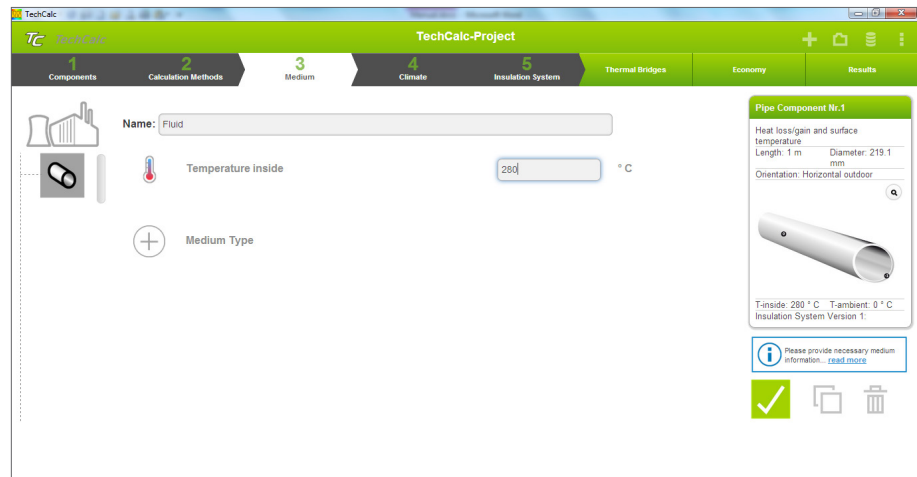 TechCalc
TC TechCalc
TechCalc-Project
1
Components
2
Calculation Methods
3
Medium
4
Climate
5
Insulation System
Thermal Bridges
Economy
Results
Name: Fluid
Temperature inside 280 ° C
Medium Type
Pipe Component Nr.1
Heat loss/gain and surface
temperature
Length: 1 m Diameter: 219.1
mm
Orientation: Horizontal outdoor
T-inside: 280 ° C T-ambient: 0 ° C
Insulation System Version 1:
Please provide necessary medium
information... read more